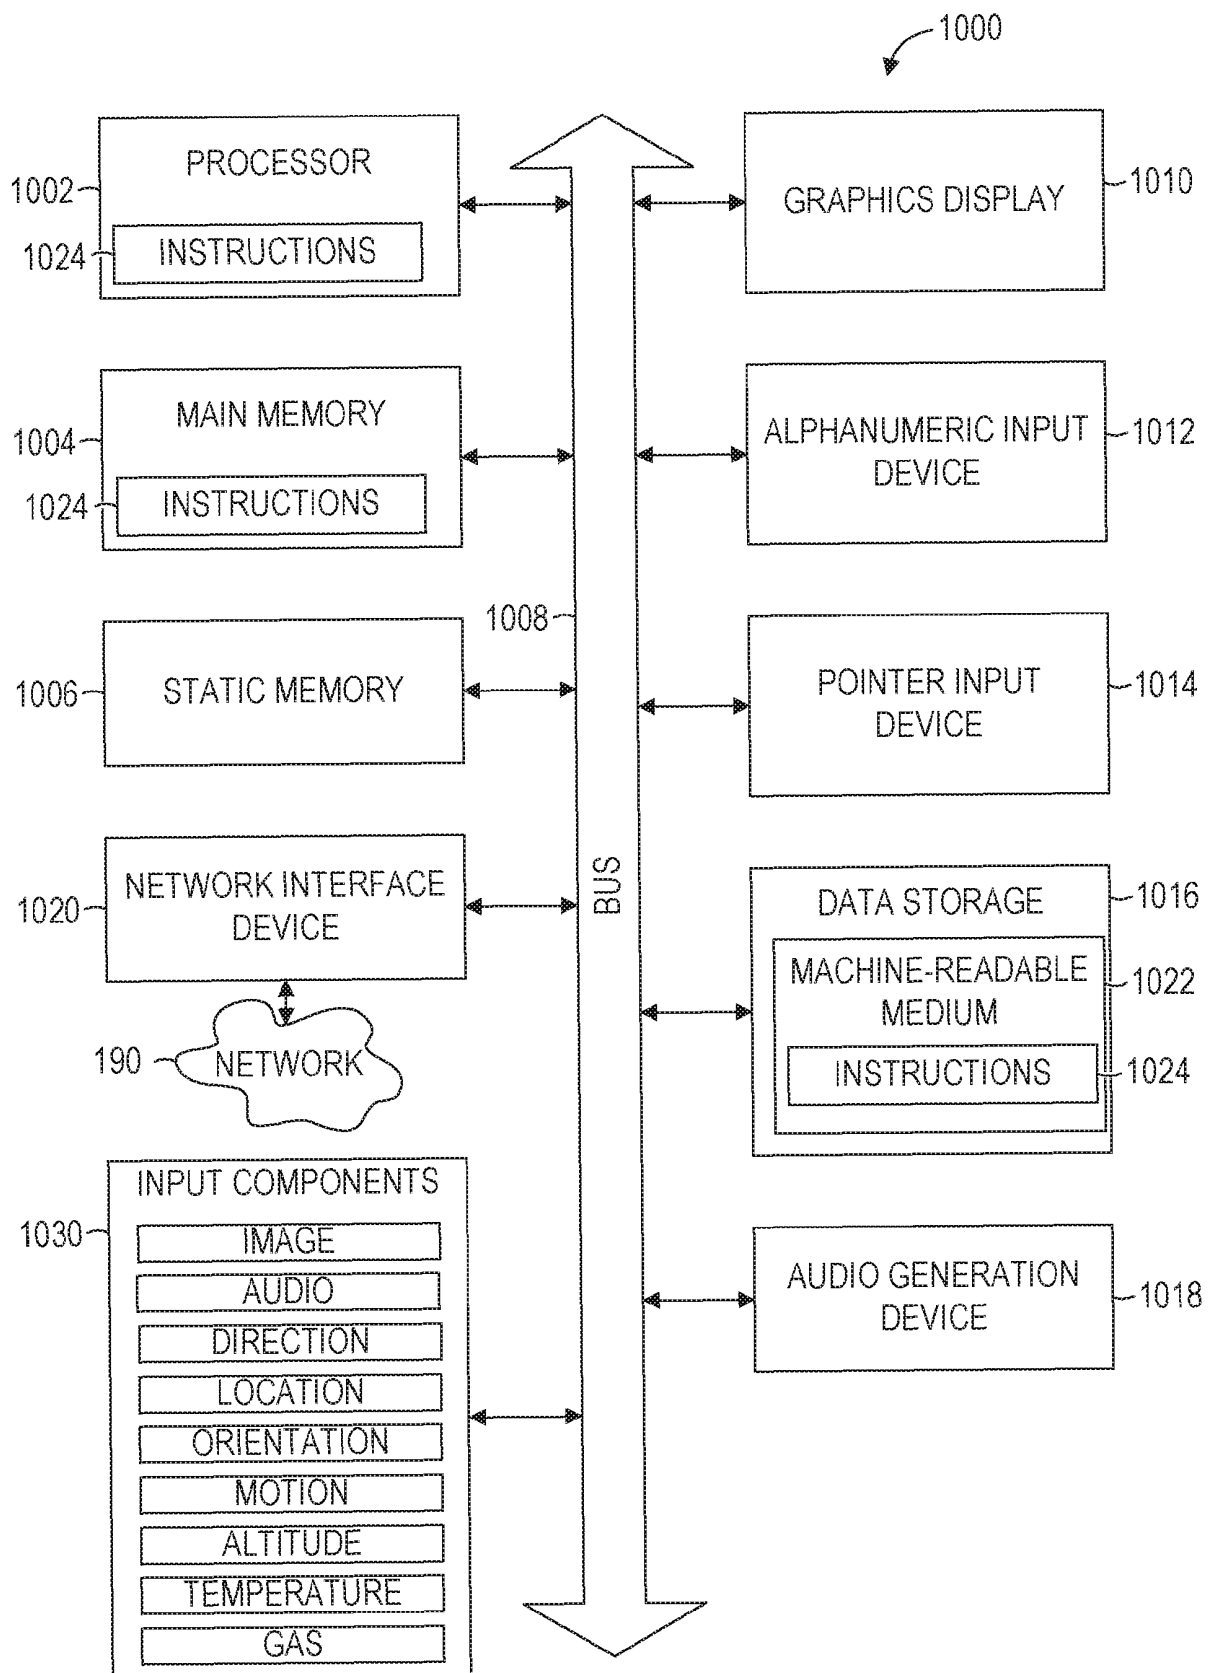 1000
PROCESSOR
1002
1024
INSTRUCTIONS
MAIN MEMORY
1004
1024
INSTRUCTIONS
1008
STATIC MEMORY
1006
NETWORK INTERFACE
DEVICE
1020
190
NETWORK
INPUT COMPONENTS
1030
IMAGE
AUDIO
DIRECTION
LOCATION
ORIENTATION
MOTION
ALTITUDE
TEMPERATURE
GAS
BUS
GRAPHICS DISPLAY
1010
ALPHANUMERIC INPUT
DEVICE
1012
POINTER INPUT
DEVICE
1014
DATA STORAGE
1016
MACHINE-READABLE
MEDIUM
1022
INSTRUCTIONS
1024
AUDIO GENERATION
DEVICE
1018